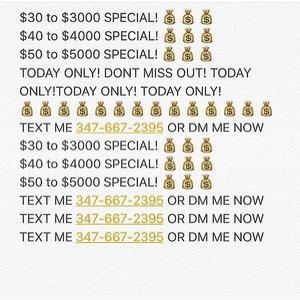 $30 to $3000 SPECIAL! 💰 💰 💰
$40 to $4000 SPECIAL! 💰 💰 💰
$50 to $5000 SPECIAL! 💰 💰 💰
TODAY ONLY! DONT MISS OUT! TODAY
ONLY!TODAY ONLY! TODAY ONLY!
💰 💰 💰 💰 💰 💰 💰 💰 💰 💰 💰 💰 💰
TEXT ME 347-667-2395 OR DM ME NOW
$30 to $3000 SPECIAL! 💰 💰 💰
$40 to $4000 SPECIAL! 💰 💰 💰
$50 to $5000 SPECIAL! 💰 💰 💰
TEXT ME 347-667-2395 OR DM ME NOW
TEXT ME 347-667-2395 OR DM ME NOW
TEXT ME 347-667-2395 OR DM ME NOW